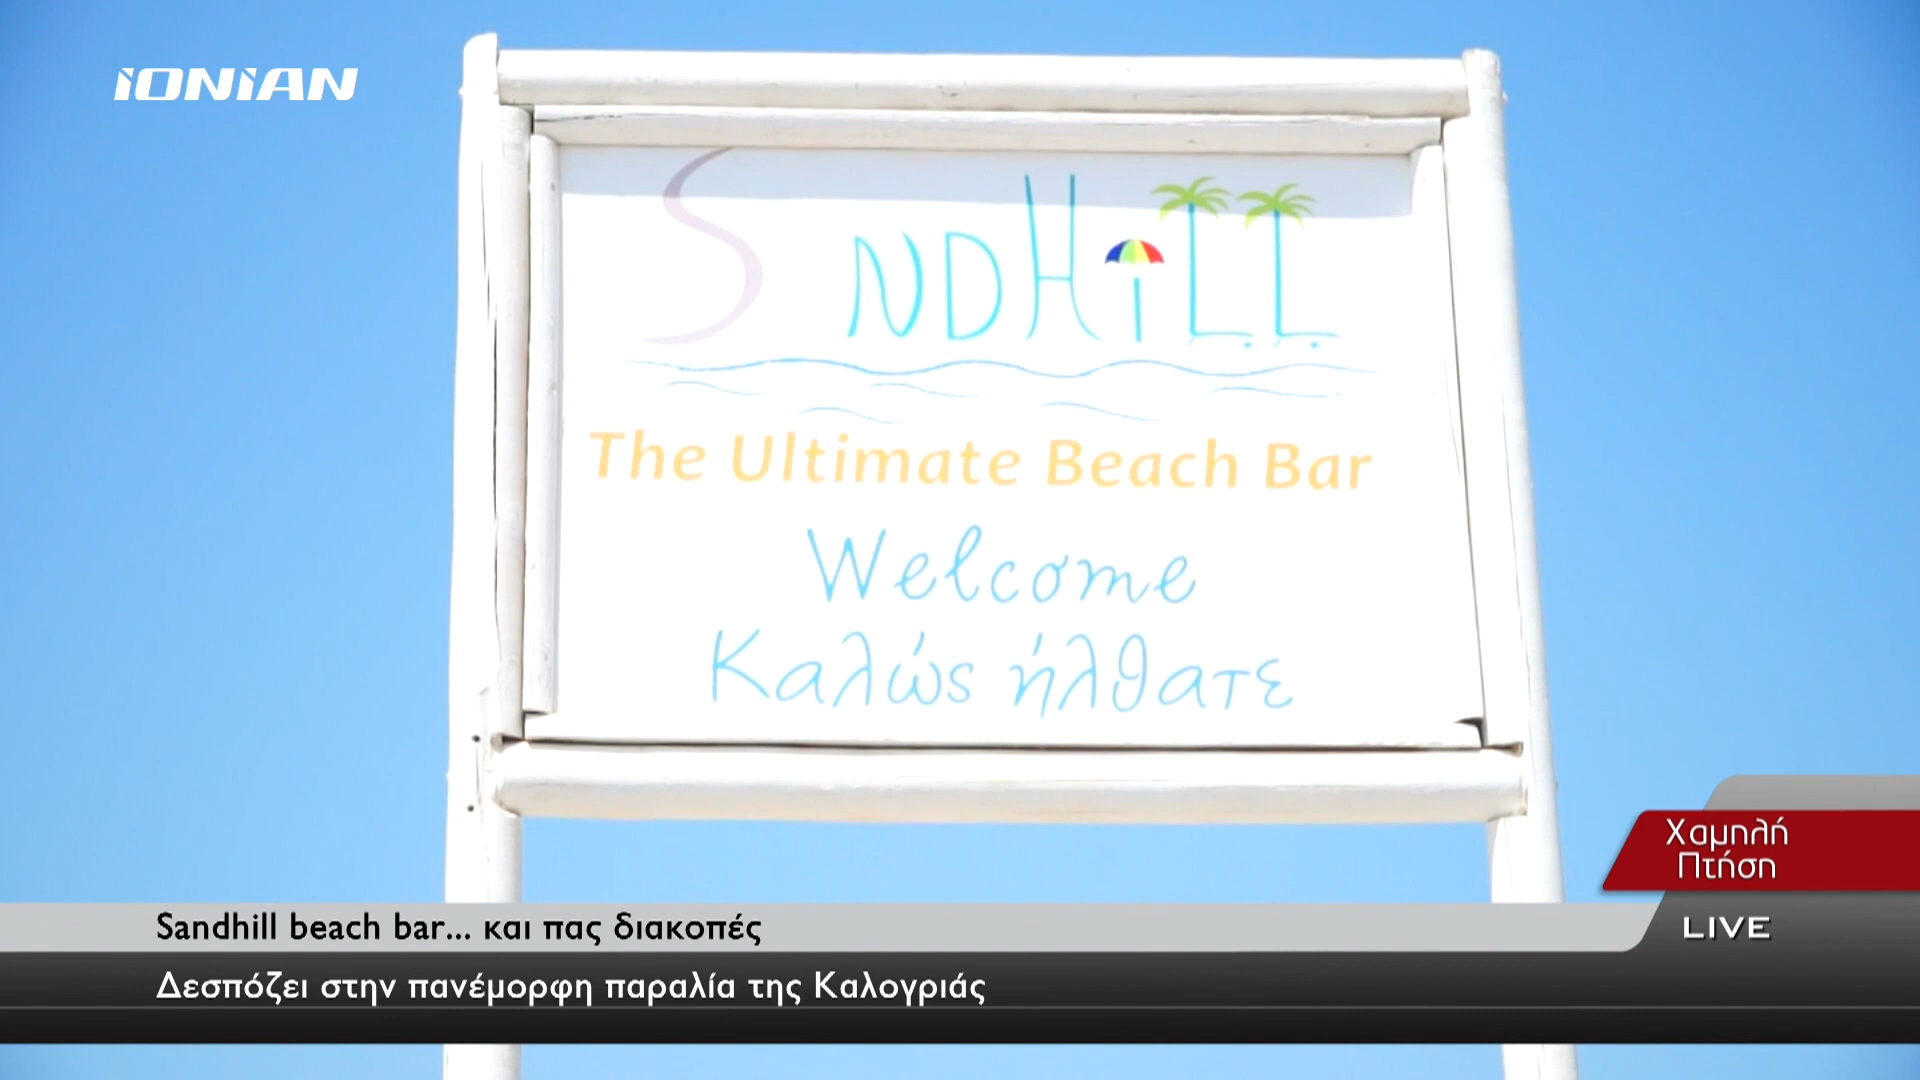 IONIAN
SNDHiLL
The Ultimate Beach Bar
Welcome
Καλώς ήλθατε
Χαμηλή
Πτήση
Sandhill beach bar... και πας διακοπές
LIVE
Δεσπόζει στην πανέμορφη παραλία της Καλογριάς